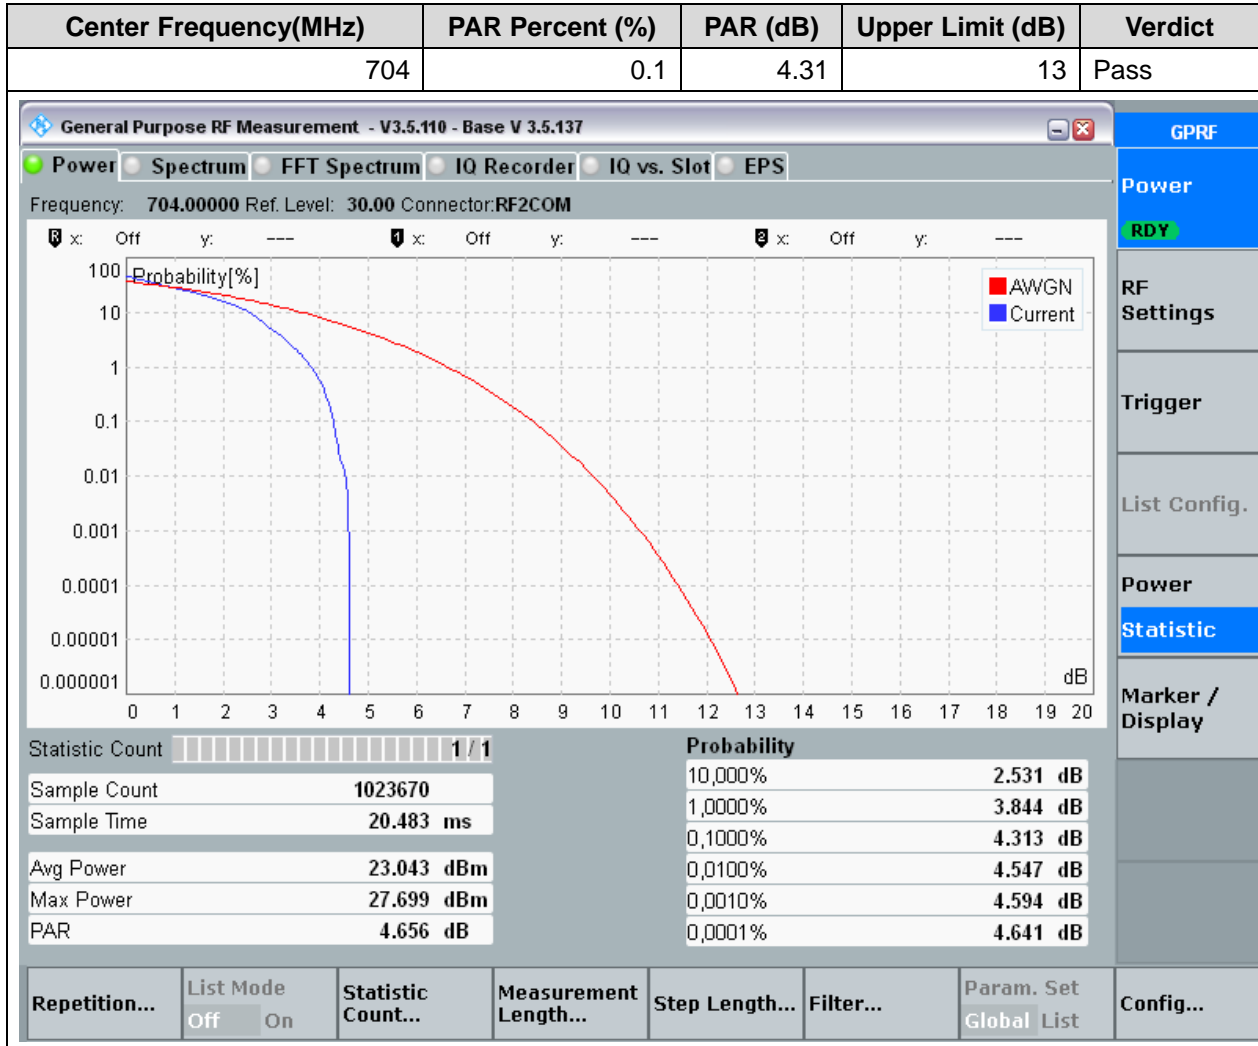 Center Frequency(MHz) PAR Percent (%) PAR (dB) Upper Limit (dB) Verdict
704 0.1 4.31 13 Pass
General Purpose RF Measurement - V3.5.110 - Base V 3.5.137
GPRF
Power Spectrum FFT Spectrum IQ Recorder IQ vs. Slot EPS
Power
RDY
Frequency: 704.00000 Ref. Level: 30.00 Connector:RF2COM
R x: Off y: --- 1 x: Off y: --- 2 x: Off y: ---
Probability[%]
AWGN
Current
100
10
1
0.1
0.01
0.001
0.0001
0.00001
0.000001
dB
0 1 2 3 4 5 6 7 8 9 10 11 12 13 14 15 16 17 18 19 20
RF
Settings
Trigger
List Config.
Power
Statistic
Marker /
Display
Statistic Count 1 / 1
Sample Count 1023670
Sample Time 20.483 ms
Avg Power 23.043 dBm
Max Power 27.699 dBm
PAR 4.656 dB
Probability
10,000% 2.531 dB
1,0000% 3.844 dB
0,1000% 4.313 dB
0,0100% 4.547 dB
0,0010% 4.594 dB
0,0001% 4.641 dB
Repetition...
List Mode
Off On
Statistic
Count...
Measurement
Length...
Step Length...
Filter...
Param. Set
Global List
Config...